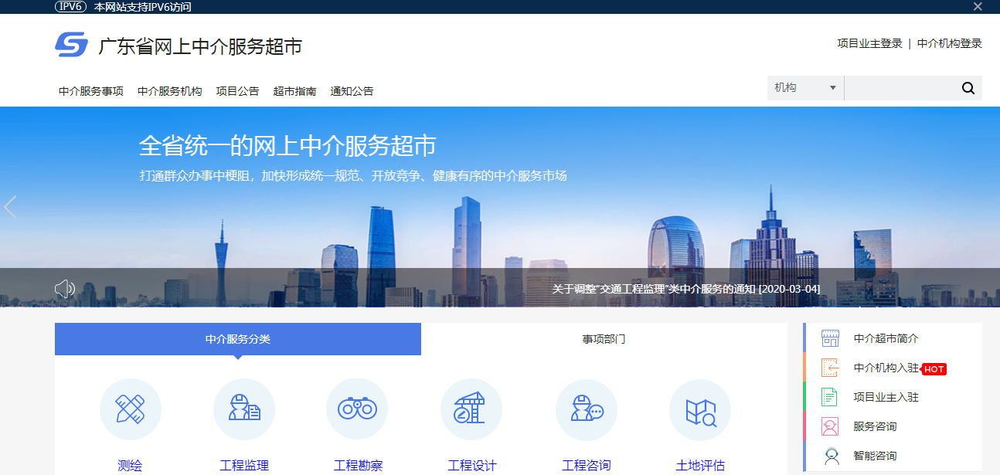 IPV6 本网站支持IPV6访问
广东省网上中介服务超市
项目业主登录 | 中介机构登录
中介服务事项 中介服务机构 项目公告 超市指南 通知公告
机构
全省统一的网上中介服务超市
打通群众办事中梗阻，加快形成统一规范、开放竞争、健康有序的中介服务市场
关于调整"交通工程监理"类中介服务的通知 [2020-03-04]
中介服务分类 事项部门
测绘 工程监理 工程勘察 工程设计 工程咨询 土地评估
中介超市简介
中介机构入驻 HOT
项目业主入驻
服务咨询
智能咨询